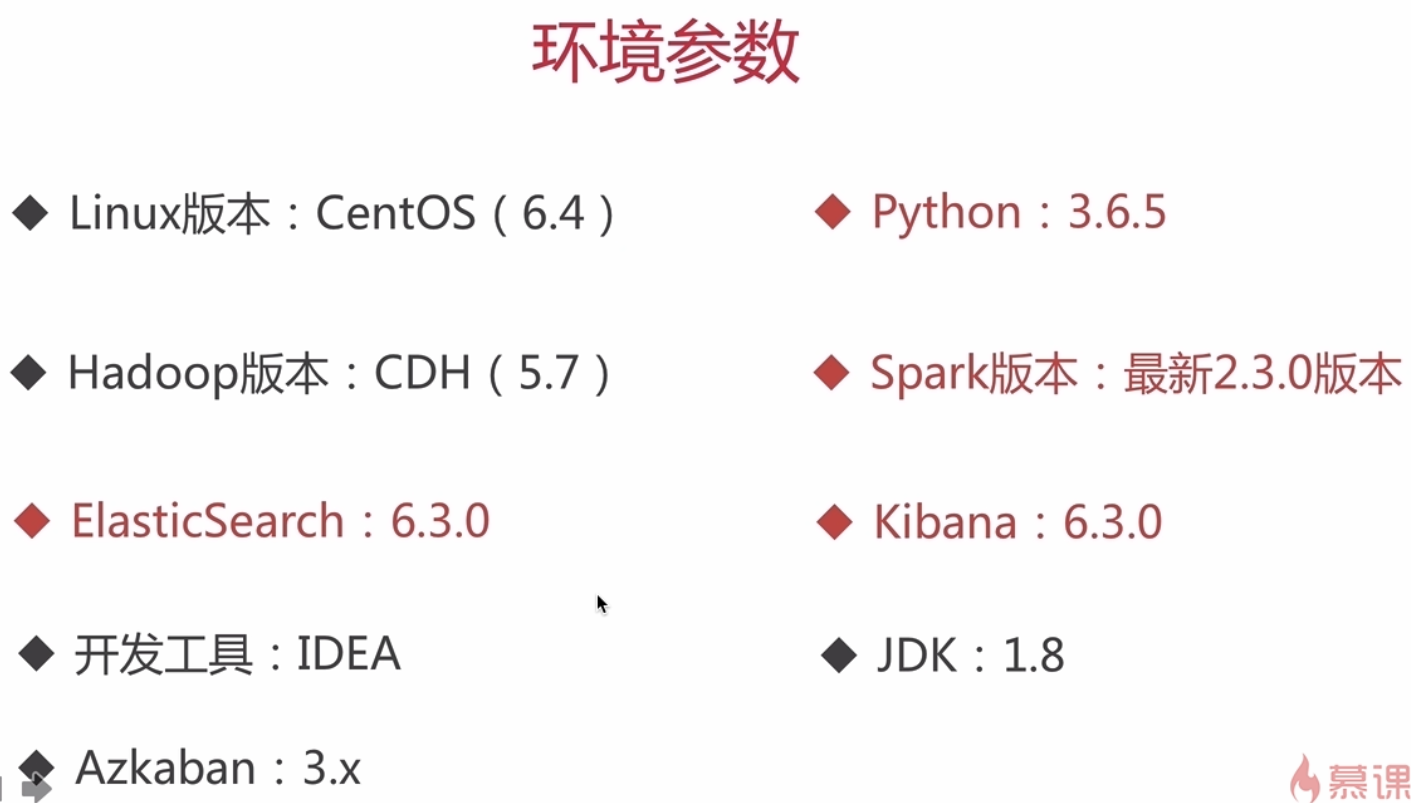 环境参数
Linux版本：CentOS（6.4）
Python：3.6.5
Hadoop版本：CDH（5.7）
Spark版本：最新2.3.0版本
ElasticSearch：6.3.0
Kibana：6.3.0
开发工具：IDEA
JDK：1.8
Azkaban：3.x
慕课